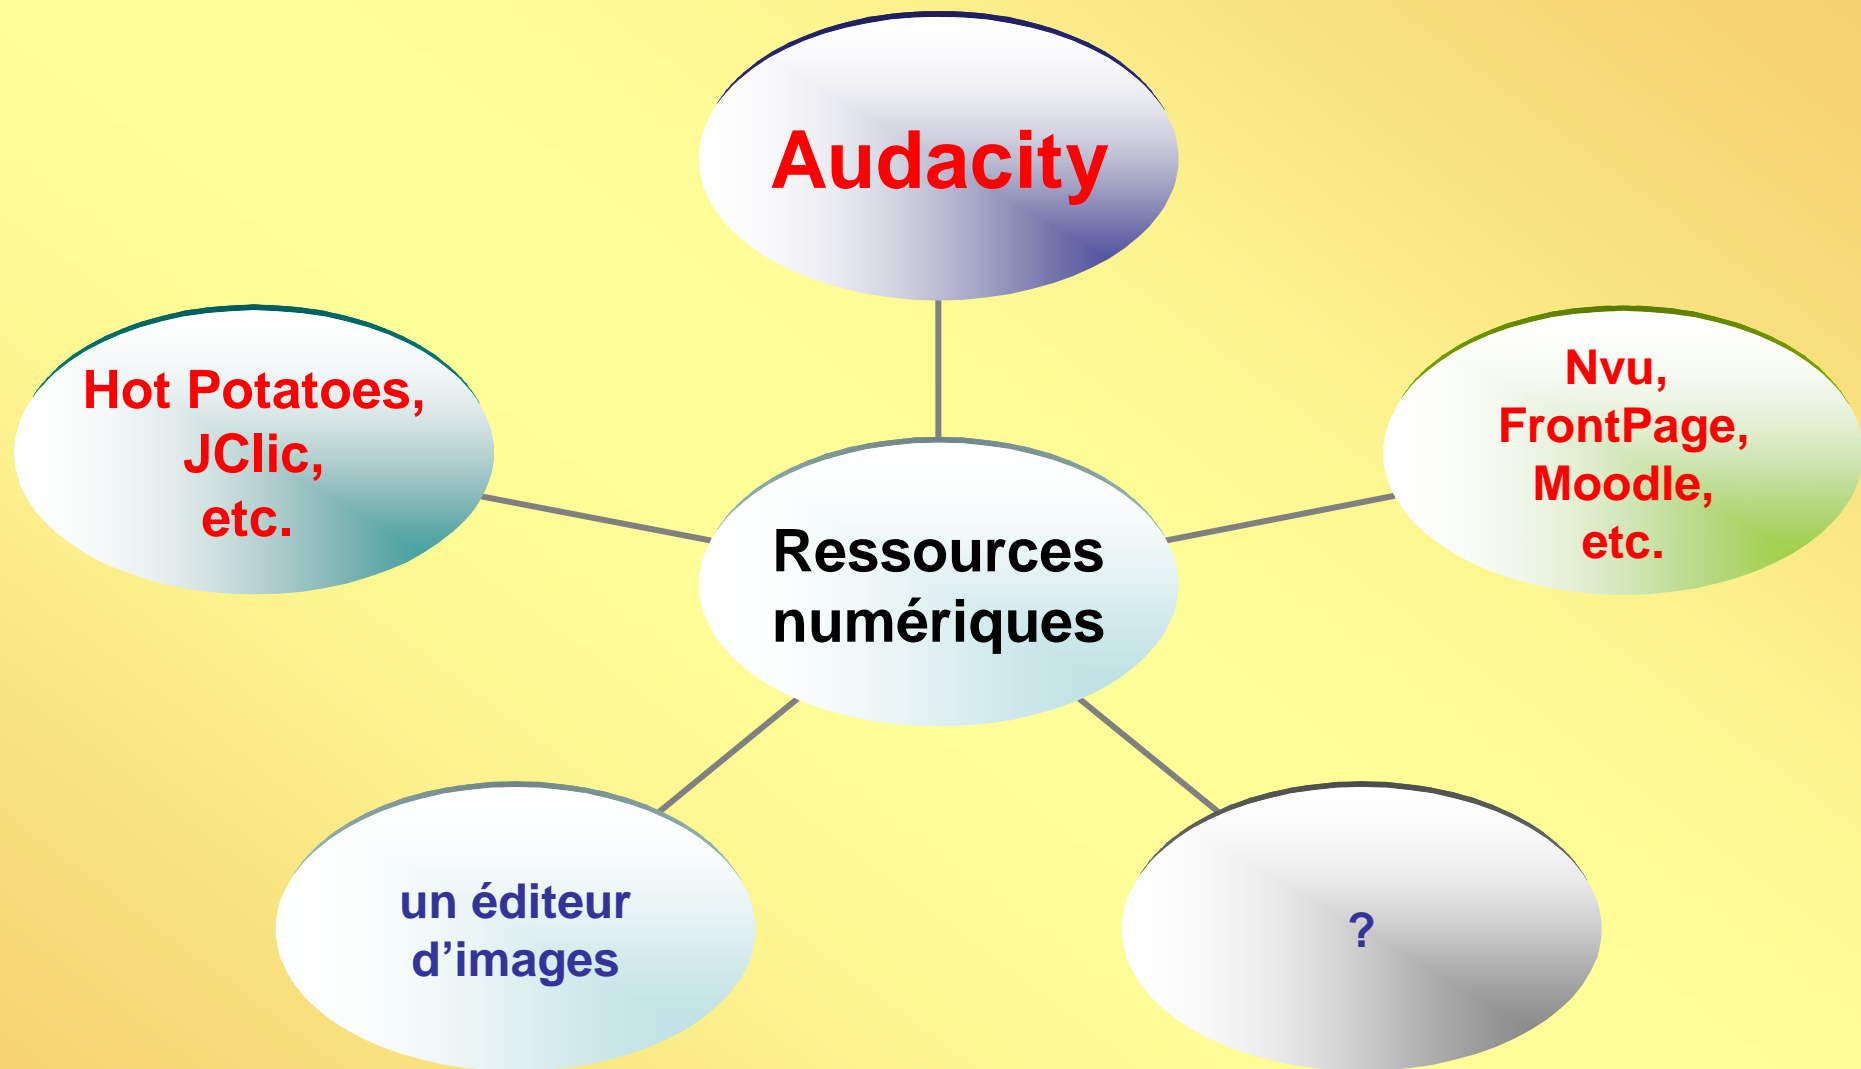 Audacity
Hot Potatoes,
JClic,
etc.
Nvu,
FrontPage,
Moodle,
etc.
Ressources
numériques
un éditeur
d’images
?